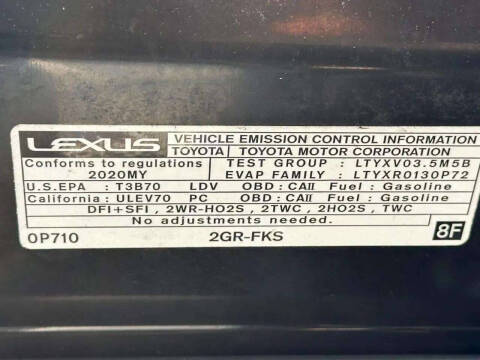 LEXUS VEHICLE EMISSION CONTROL INFORMATION
TOYOTA TOYOTA MOTOR CORPORATION
Conforms to regulations TEST GROUP : LTYXV03.5M5B
2020MY EVAP FAMILY : LTYXR0130P72
U.S.EPA : T3B70 LDV OBD : CAII Fuel : Gasoline
California : ULEV70 PC OBD : CAII Fuel : Gasoline
DFI+SFI , 2WR-HO2S , 2TWC , 2HO2S , TWC
No adjustments needed.
0P710 2GR-FKS 8F